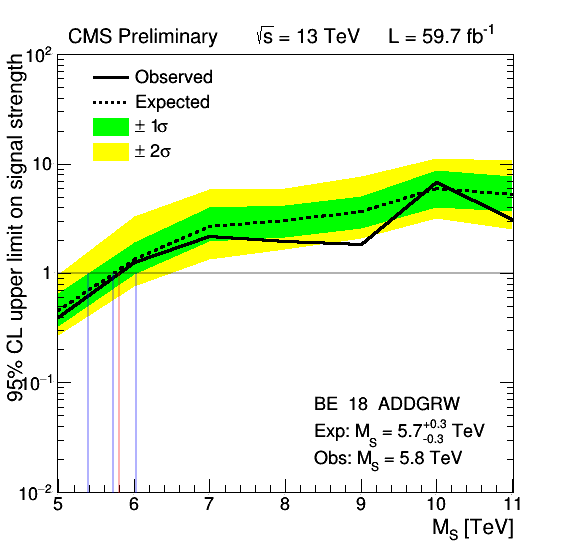 CMS Preliminary √s = 13 TeV L = 59.7 fb⁻¹
Observed
Expected
± 1σ
± 2σ
95% CL upper limit on signal strength
10²
10
1
10⁻¹
10⁻²
BE 18 ADDGRW
Exp: M_S = 5.7 +0.3 -0.3 TeV
Obs: M_S = 5.8 TeV
5 6 7 8 9 10 11
M_S [TeV]